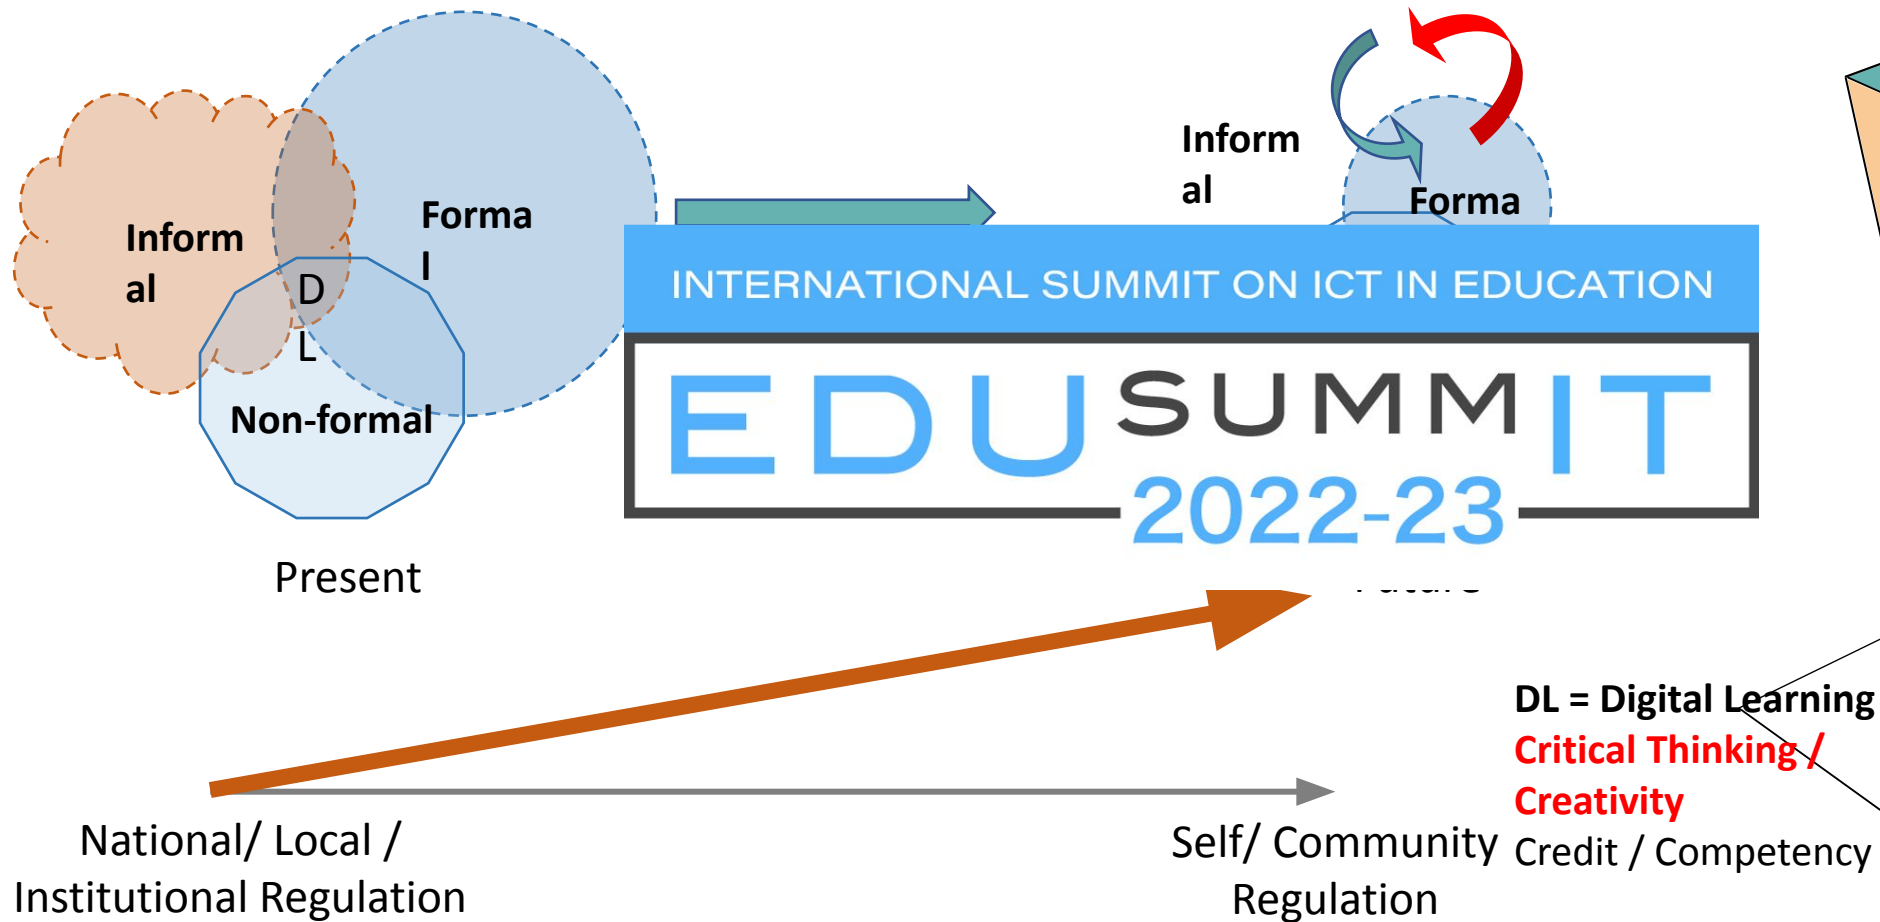 Inform
al
Forma
l
D
L
Non-formal
Present
Inform
al
Forma
INTERNATIONAL SUMMIT ON ICT IN EDUCATION
EDUSUMMIT
2022-23
National/ Local /
Institutional Regulation
Self/ Community
Regulation
DL = Digital Learning
Critical Thinking /
Creativity
Credit / Competency